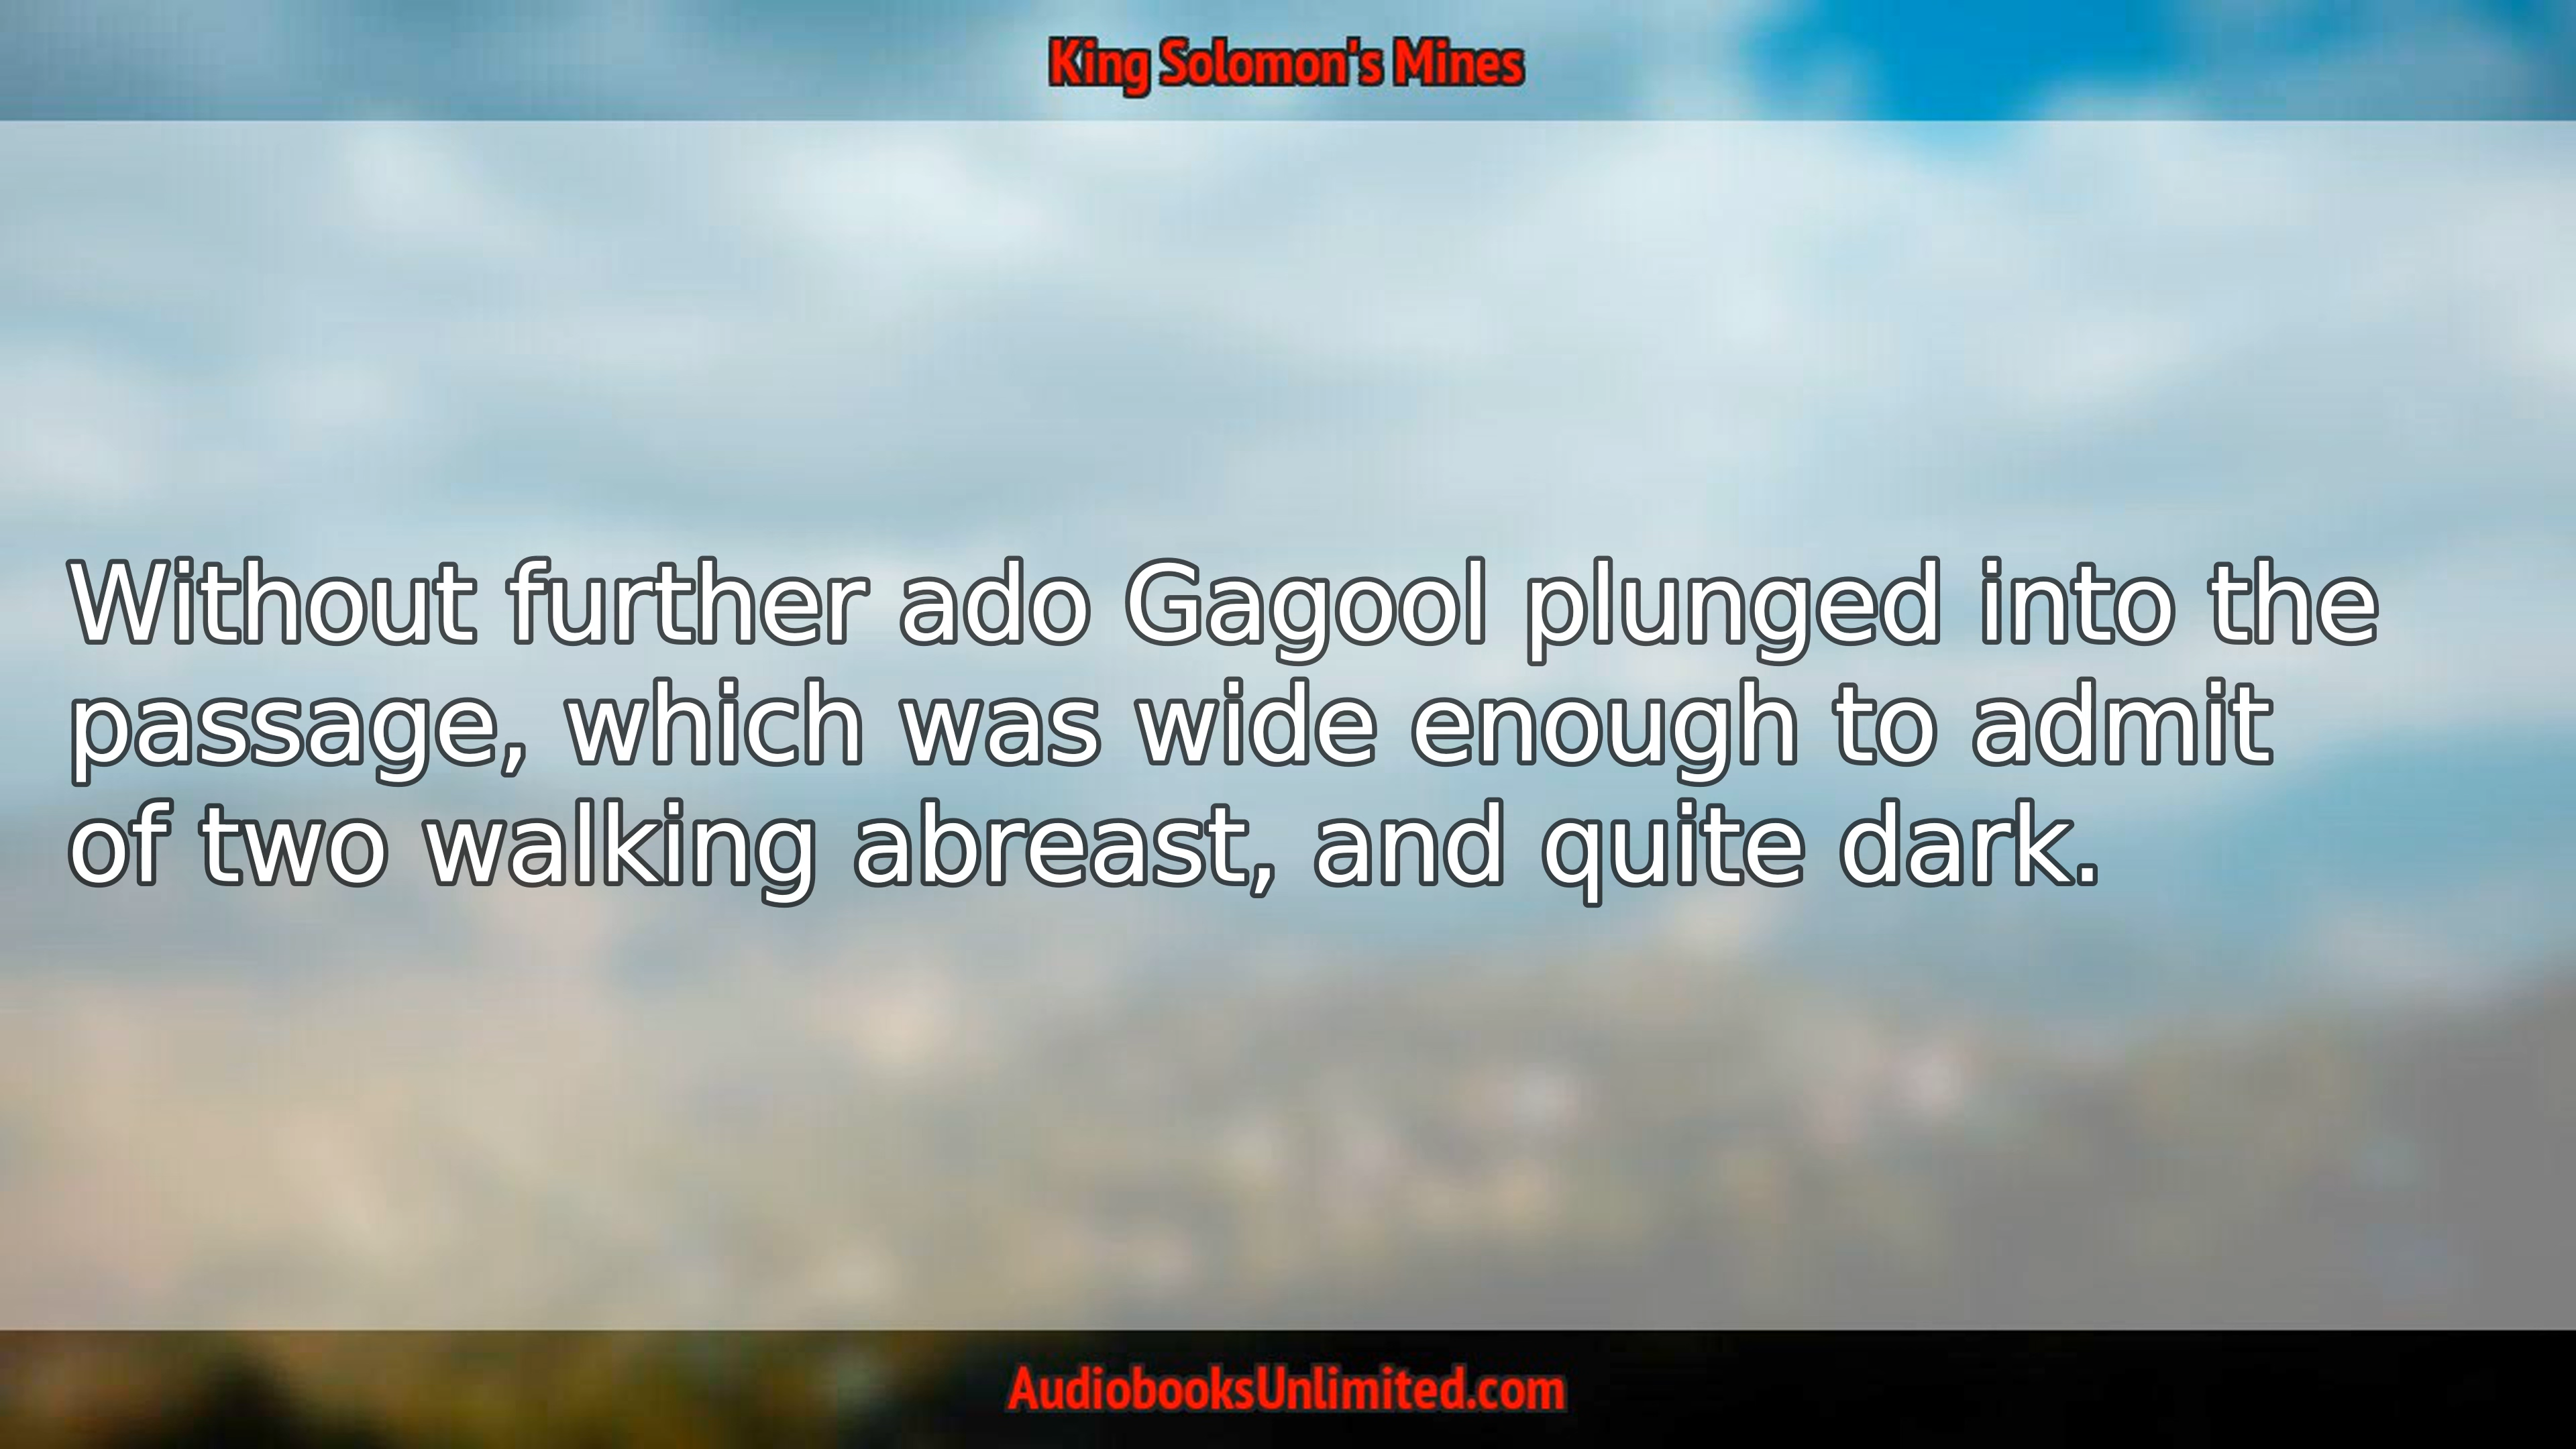 King Solomon's Mines
Without further ado Gagool plunged into the
passage, which was wide enough to admit
of two walking abreast, and quite dark.
AudiobooksUnlimited.com